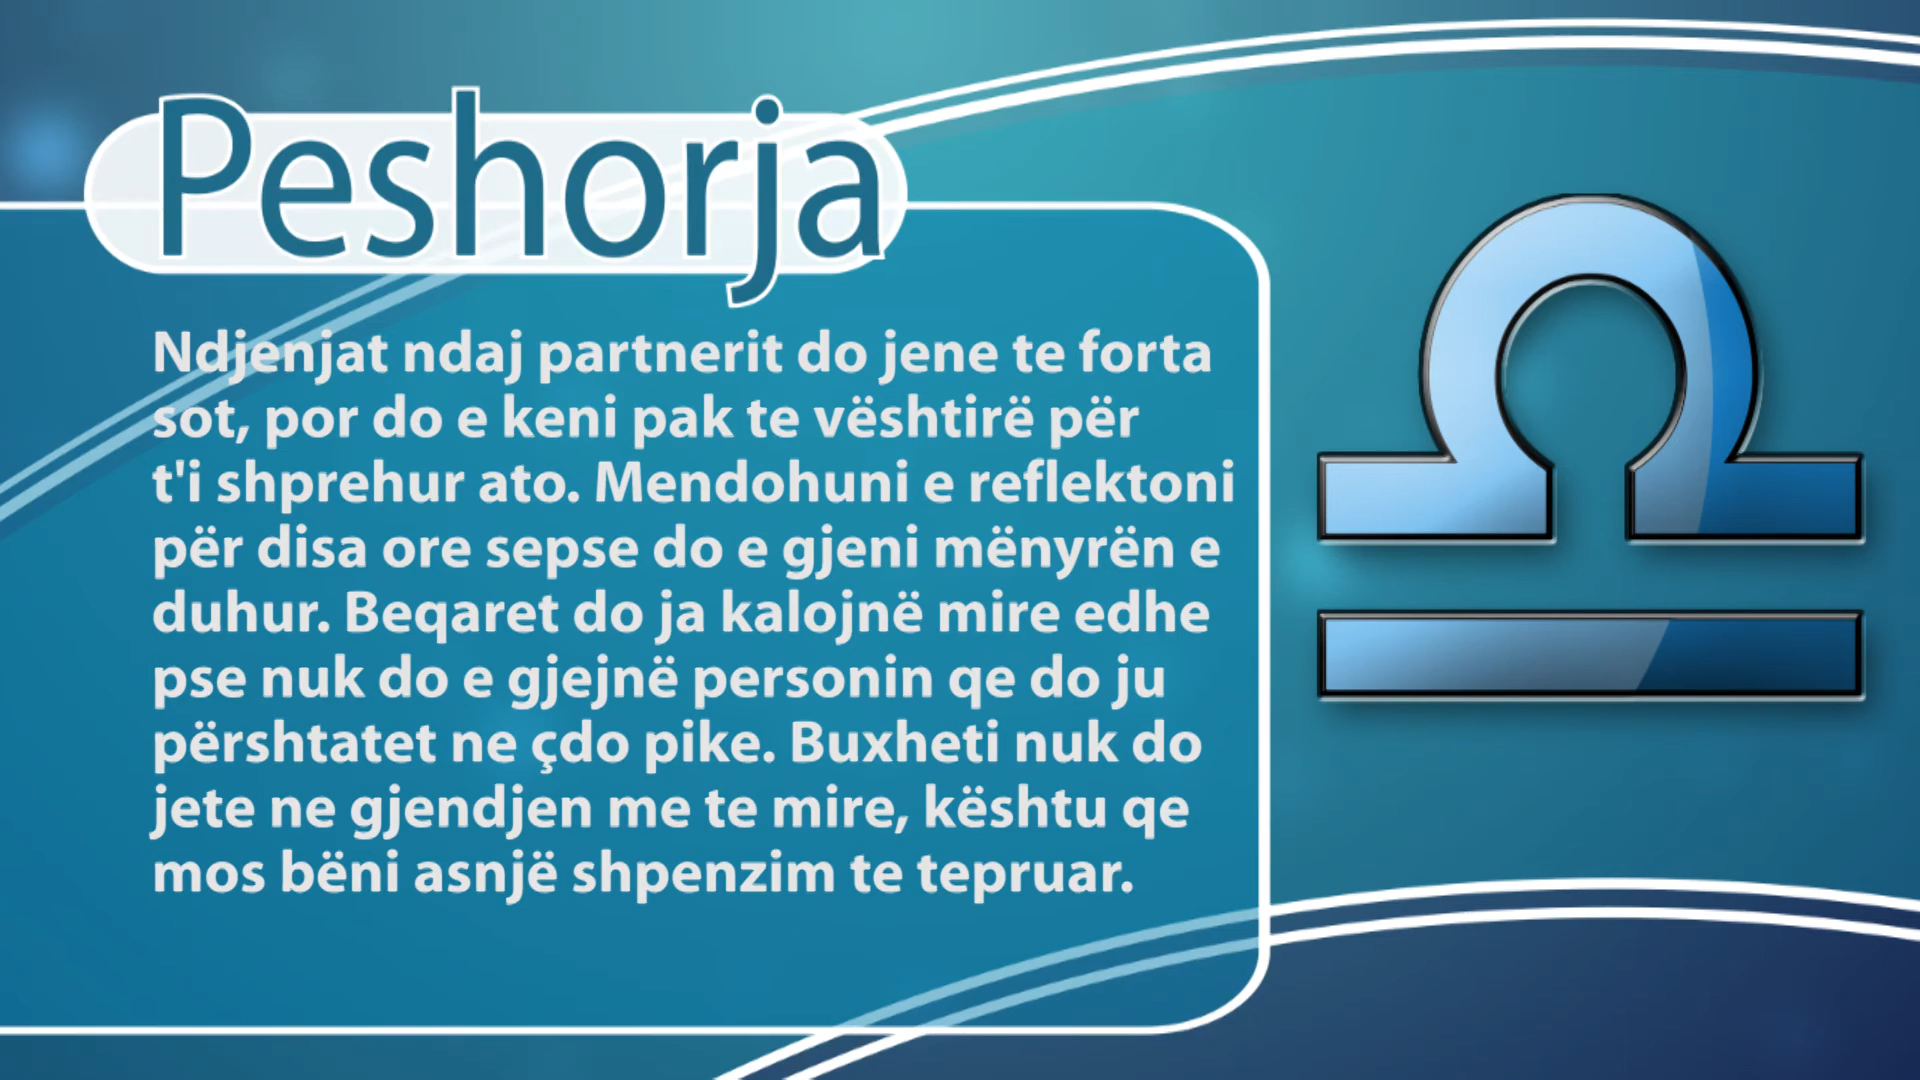 Peshorja
Ndjenjat ndaj partnerit do jene te forta
sot, por do e keni pak te vështirë për
t'i shprehur ato. Mendohuni e reflektoni
për disa ore sepse do e gjeni mënyrën e
duhur. Beqaret do ja kalojnë mire edhe
pse nuk do e gjejnë personin qe do ju
përshtatet ne çdo pike. Buxheti nuk do
jete ne gjendjen me te mire, kështu qe
mos bëni asnjë shpenzim te tepruar.